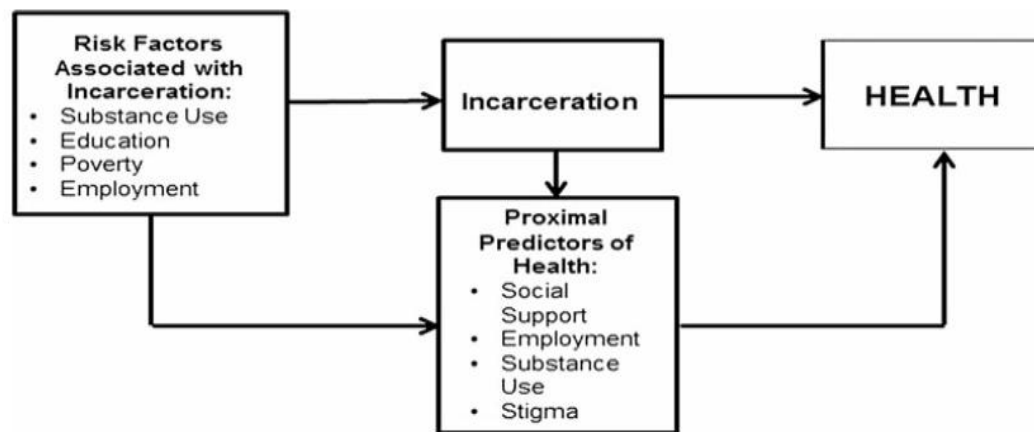 Risk Factors
Associated with
Incarceration:
• Substance Use
• Education
• Poverty
• Employment
Incarceration
HEALTH
Proximal
Predictors of
Health:
• Social
Support
• Employment
• Substance
Use
• Stigma